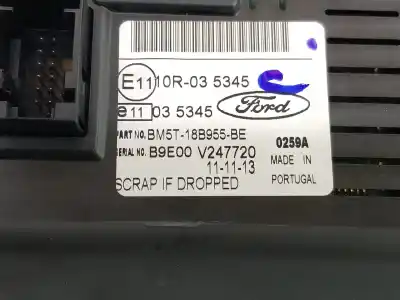 E11 10R-03 5345
e11 03 5345
Ford
PART NO. BM5T-18B955-BE
SERIAL NO. B9E00 V247720
0259A
11-11-13
MADE IN
PORTUGAL
SCRAP IF DROPPED